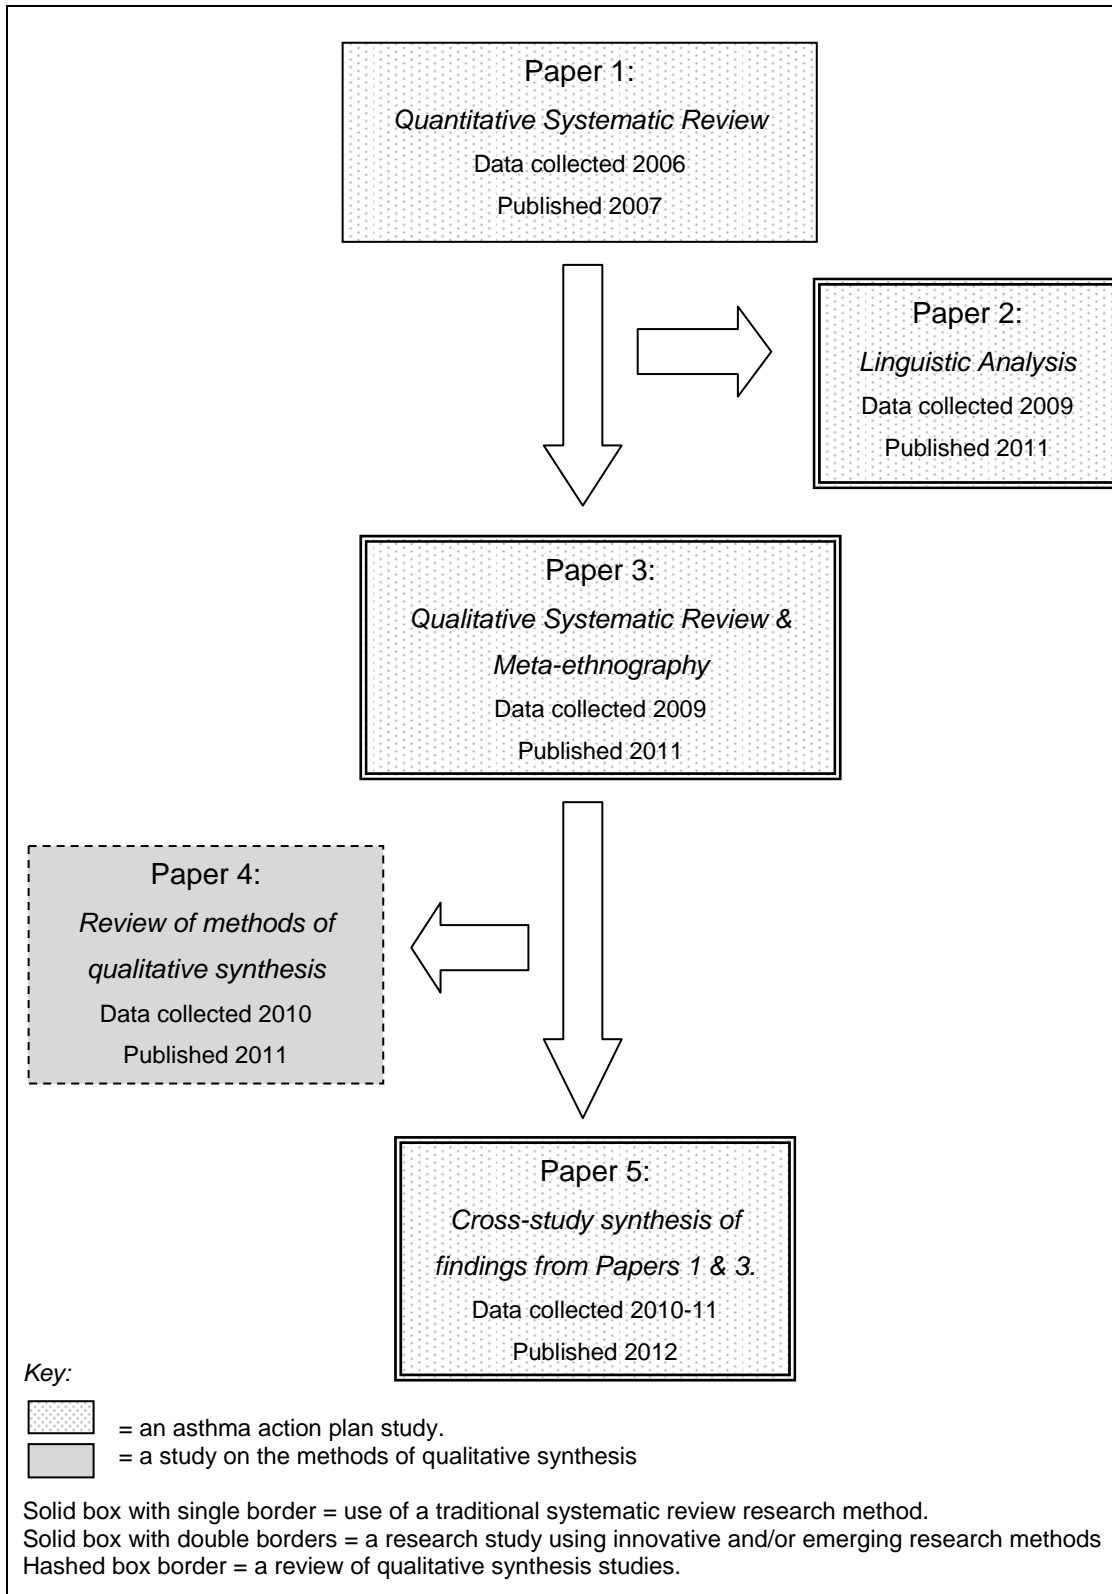 Paper 1:
Quantitative Systematic Review
Data collected 2006
Published 2007
Paper 2:
Linguistic Analysis
Data collected 2009
Published 2011
Paper 3:
Qualitative Systematic Review &
Meta-ethnography
Data collected 2009
Published 2011
Paper 4:
Review of methods of
qualitative synthesis
Data collected 2010
Published 2011
Paper 5:
Cross-study synthesis of
findings from Papers 1 & 3.
Data collected 2010-11
Published 2012
Key:
= an asthma action plan study.
= a study on the methods of qualitative synthesis
Solid box with single border = use of a traditional systematic review research method.
Solid box with double borders = a research study using innovative and/or emerging research methods
Hashed box border = a review of qualitative synthesis studies.